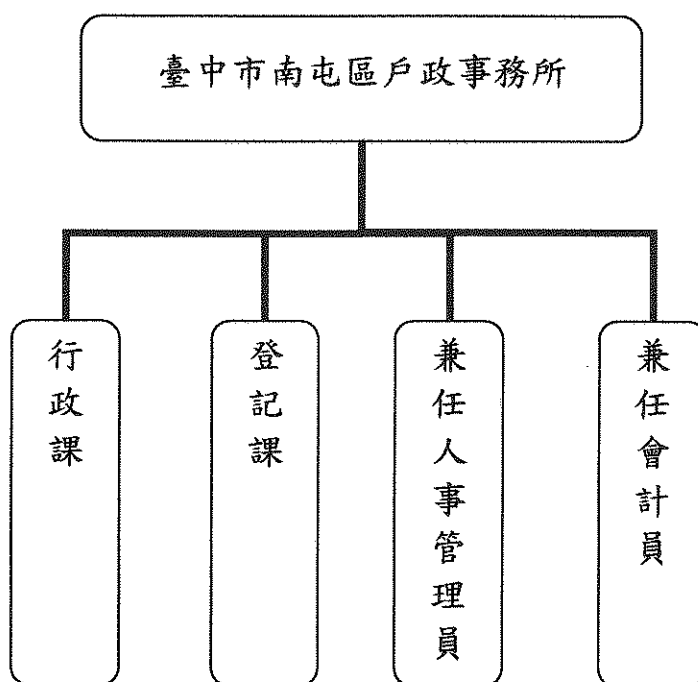 臺中市南屯區戶政事務所
行政課
登記課
兼任人事管理員
兼任會計員